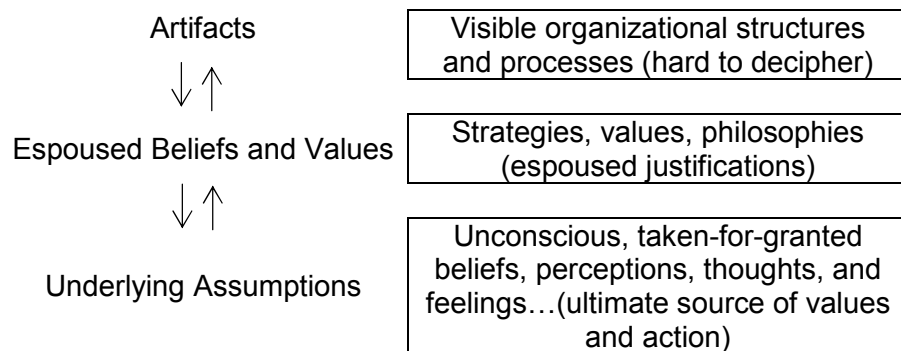 Artifacts
Visible organizational structures
and processes (hard to decipher)
Espoused Beliefs and Values
Strategies, values, philosophies
(espoused justifications)
Underlying Assumptions
Unconscious, taken-for-granted
beliefs, perceptions, thoughts, and
feelings…(ultimate source of values
and action)